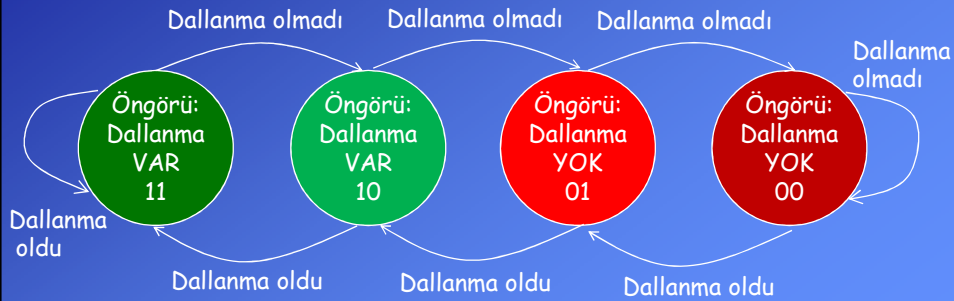 Dallanma olmadı
Dallanma olmadı
Dallanma olmadı
Dallanma
olmadı
Öngörü:
Dallanma
VAR
11
Öngörü:
Dallanma
VAR
10
Öngörü:
Dallanma
YOK
01
Öngörü:
Dallanma
YOK
00
Dallanma
oldu
Dallanma oldu
Dallanma oldu
Dallanma oldu